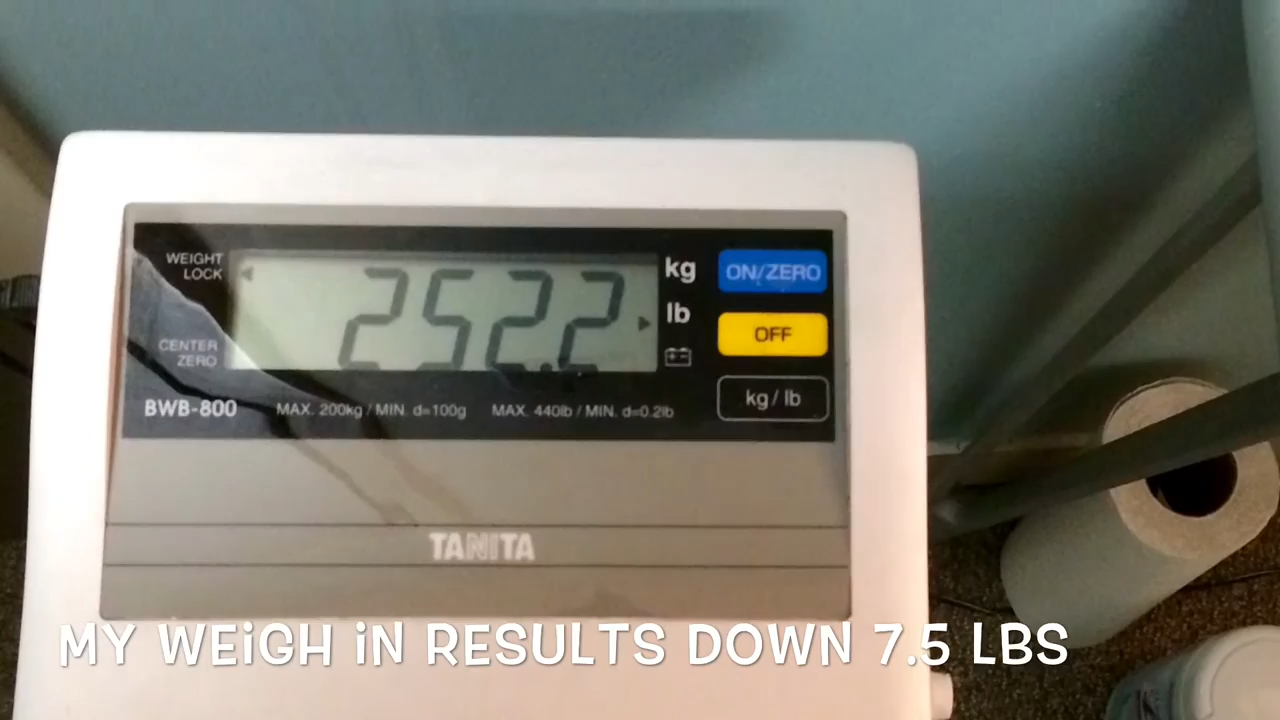 WEIGHT
LOCK
252.2
kg
lb
ON/ZERO
OFF
kg/lb
CENTER
ZERO
BWB-800
MAX. 200kg / MIN. d=100g
MAX. 440lb / MIN. d=0.2lb
TANITA
MY WEiGH iN RESULTS DOWN 7.5 LBS